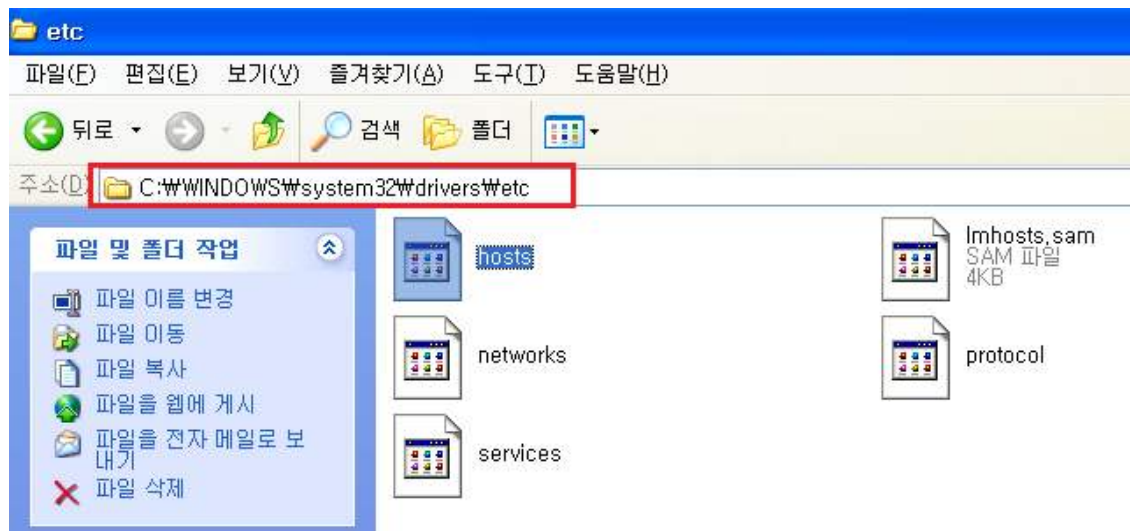 etc
파일(F) 편집(E) 보기(V) 즐겨찾기(A) 도구(T) 도움말(H)
뒤로 검색 폴더
주소(D) C:₩WINDOWS₩system32₩drivers₩etc
파일 및 폴더 작업
파일 이름 변경
파일 이동
파일 복사
파일을 웹에 게시
파일을 전자 메일로 보
내기
파일 삭제
hosts
lmhosts,sam
SAM 파일
4KB
networks
protocol
services